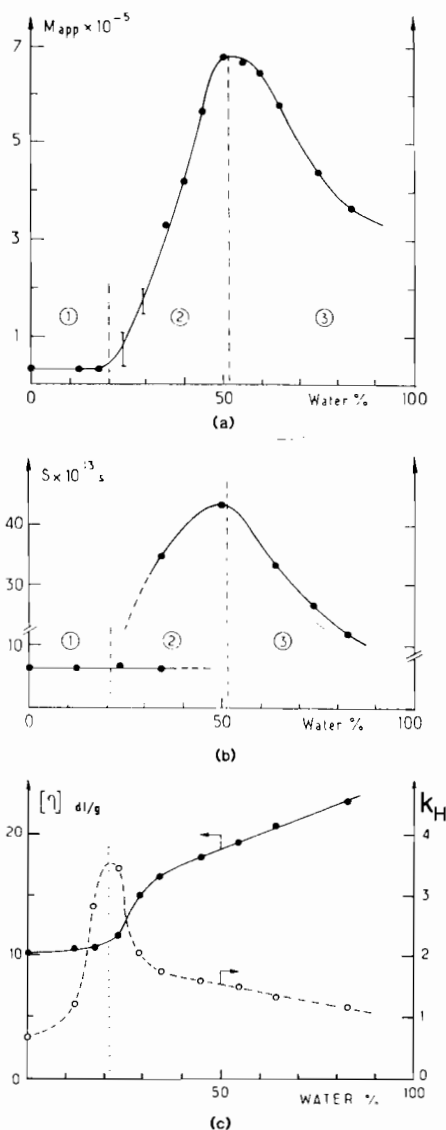 M app × 10⁻⁵
7
5
3
1
① ② ③
0 50 100
Water %
(a)
S × 10¹³ s
40
30
10
① ② ③
0 50 100
Water %
(b)
[η] dl/g
k_H
20
10
0
4
3
2
1
0
0 50 100
WATER %
(c)